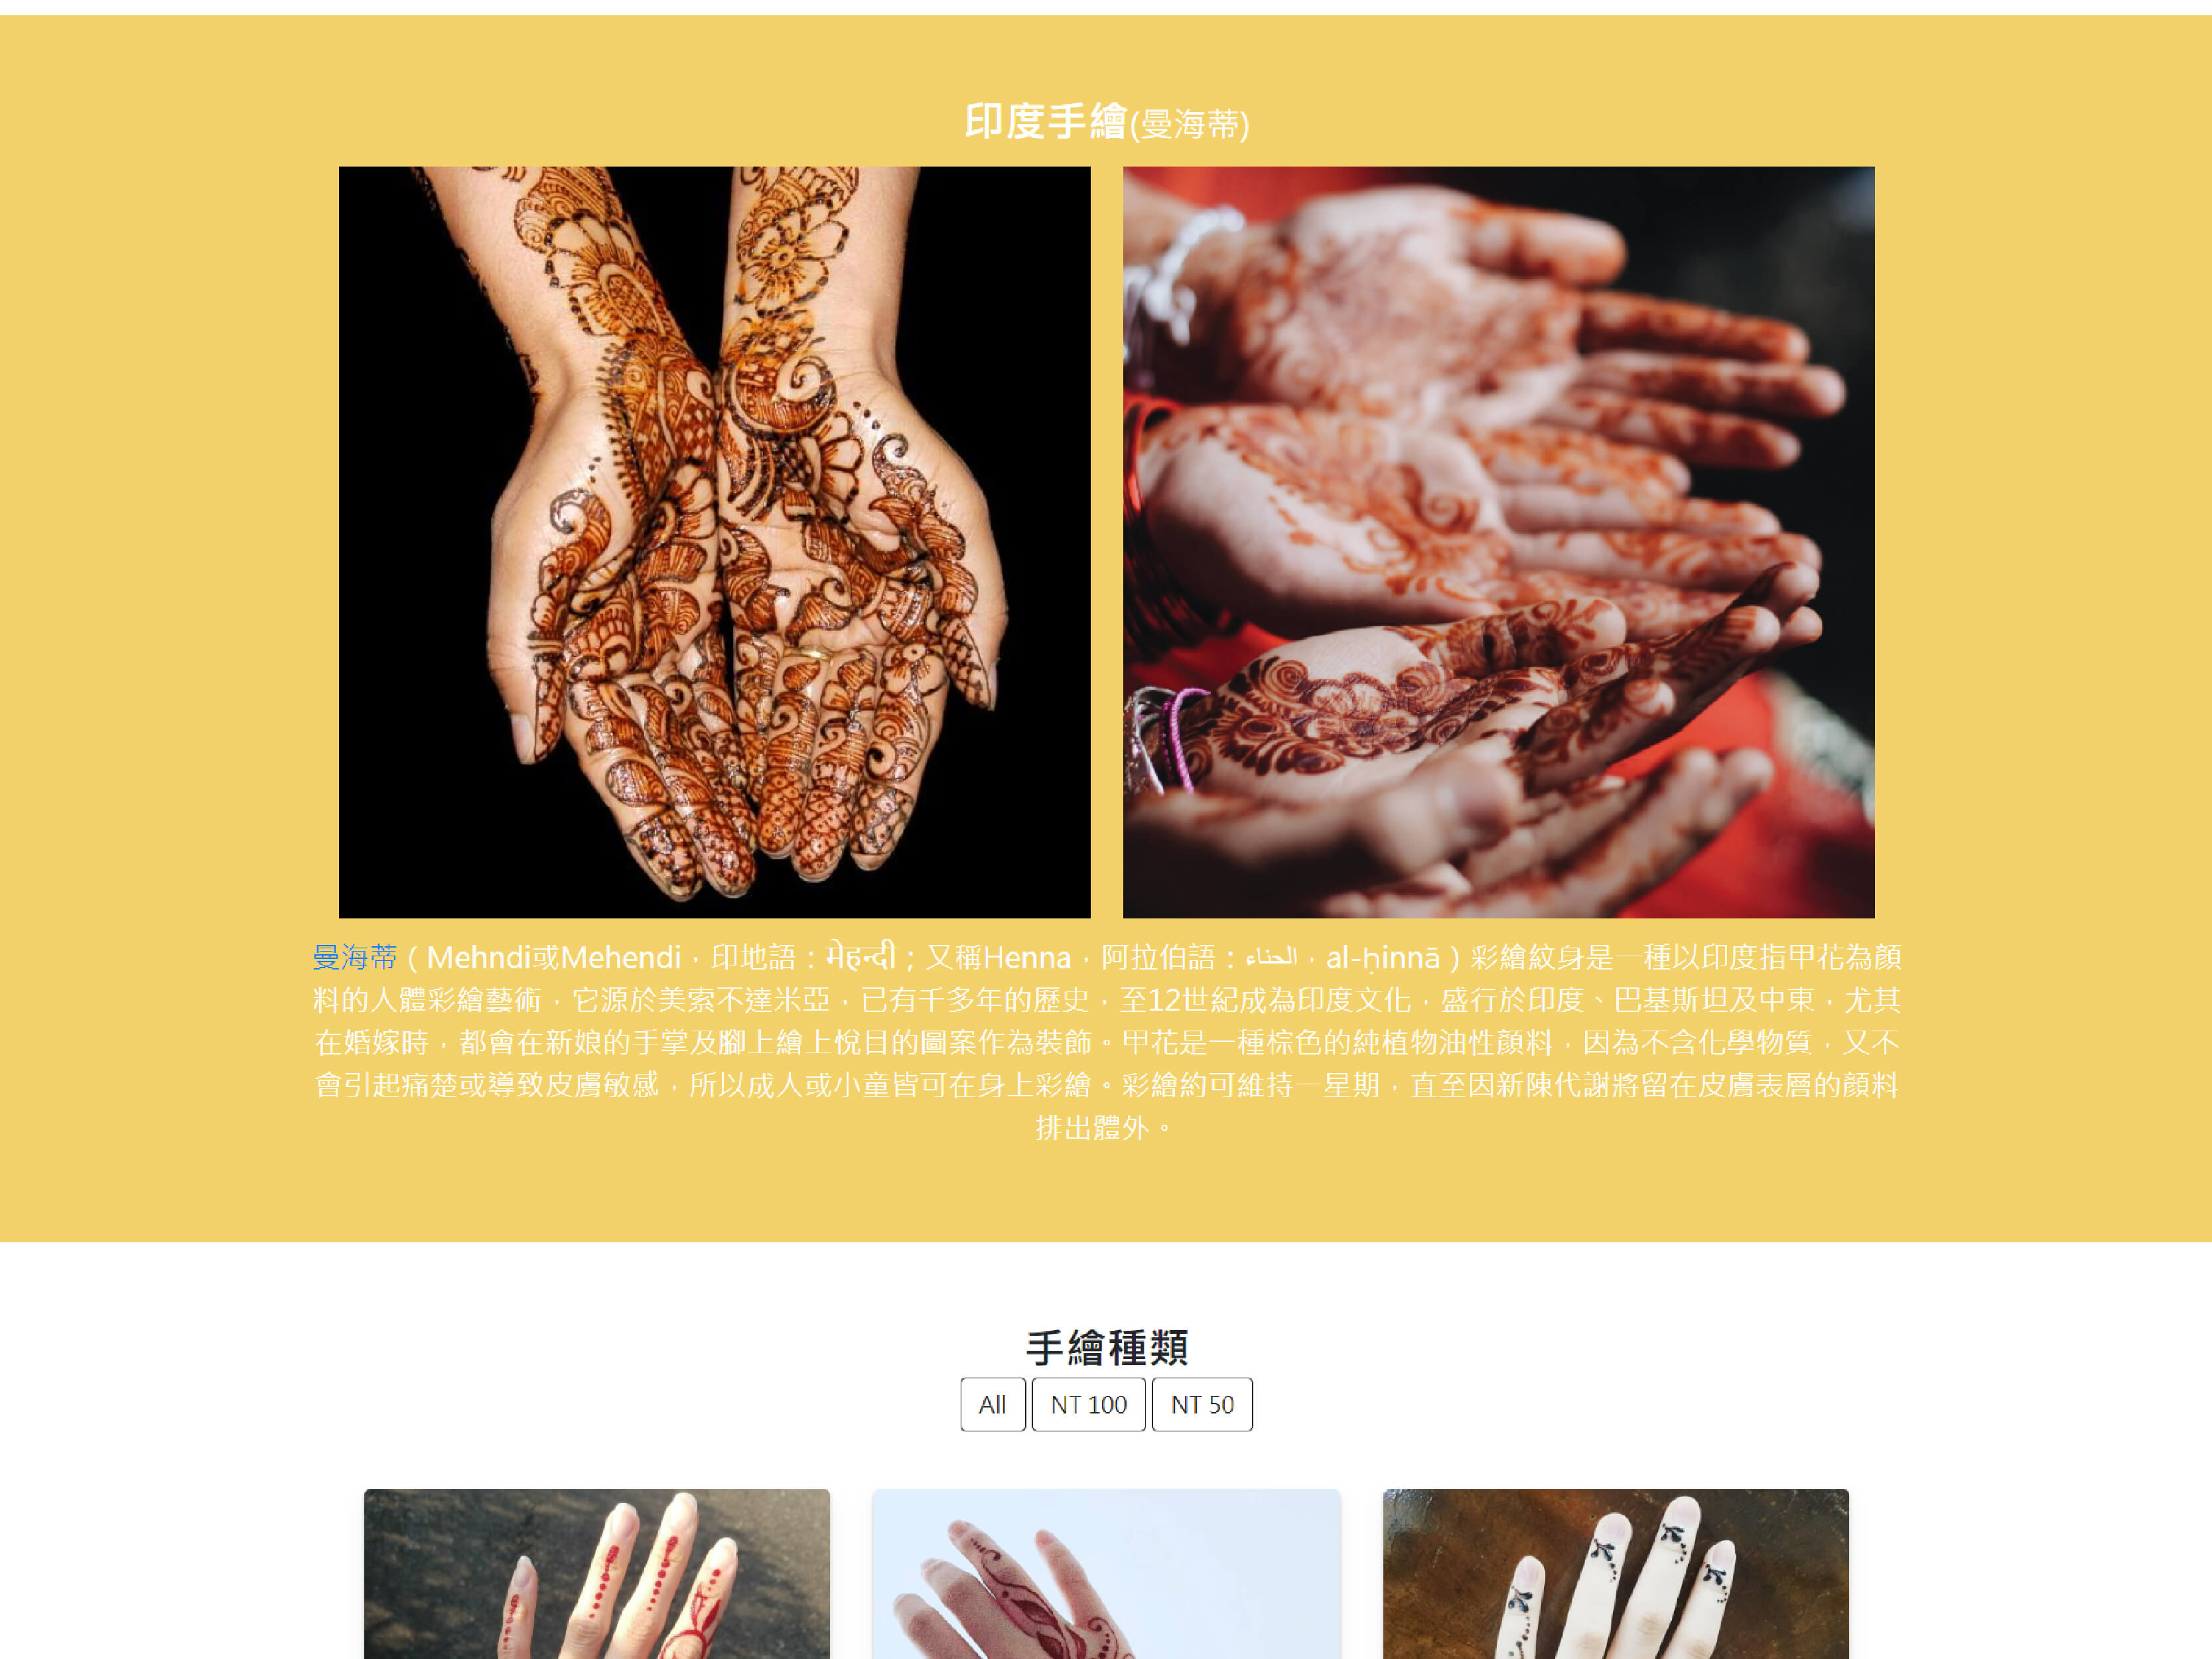 印度手繪(曼海蒂)
曼海蒂（Mehndi或Mehendi，印地語：मेहन्दी；又稱Henna，阿拉伯語：الحناء，al-ḥinnā）彩繪紋身是一種以印度指甲花為顏
料的人體彩繪藝術，它源於美索不達米亞，已有千多年的歷史，至12世紀成為印度文化，盛行於印度、巴基斯坦及中東，尤其
在婚嫁時，都會在新娘的手掌及腳上繪上悅目的圖案作為裝飾。甲花是一種棕色的純植物油性顏料，因為不含化學物質，又不
會引起痛楚或導致皮膚敏感，所以成人或小童皆可在身上彩繪。彩繪約可維持一星期，直至因新陳代謝將留在皮膚表層的顏料
排出體外。
手繪種類
All
NT 100
NT 50